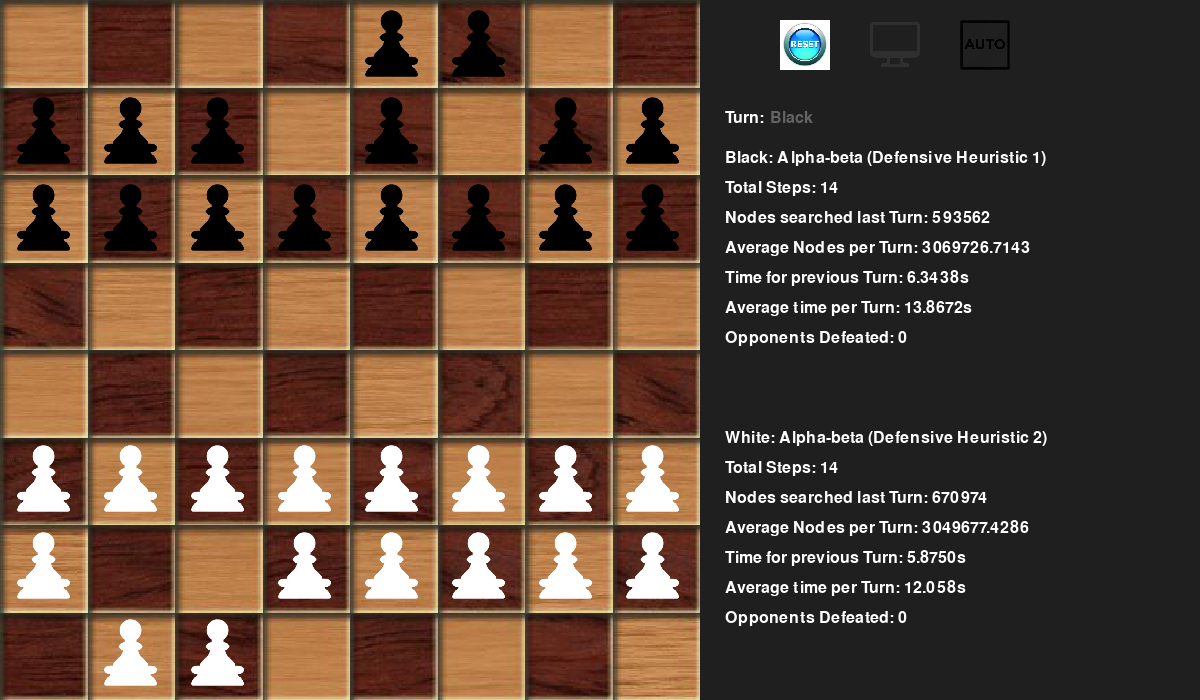 RESET
AUTO
Turn: Black
Black: Alpha-beta (Defensive Heuristic 1)
Total Steps: 14
Nodes searched last Turn: 593562
Average Nodes per Turn: 3069726.7143
Time for previous Turn: 6.3438s
Average time per Turn: 13.8672s
Opponents Defeated: 0
White: Alpha-beta (Defensive Heuristic 2)
Total Steps: 14
Nodes searched last Turn: 670974
Average Nodes per Turn: 3049677.4286
Time for previous Turn: 5.8750s
Average time per Turn: 12.058s
Opponents Defeated: 0